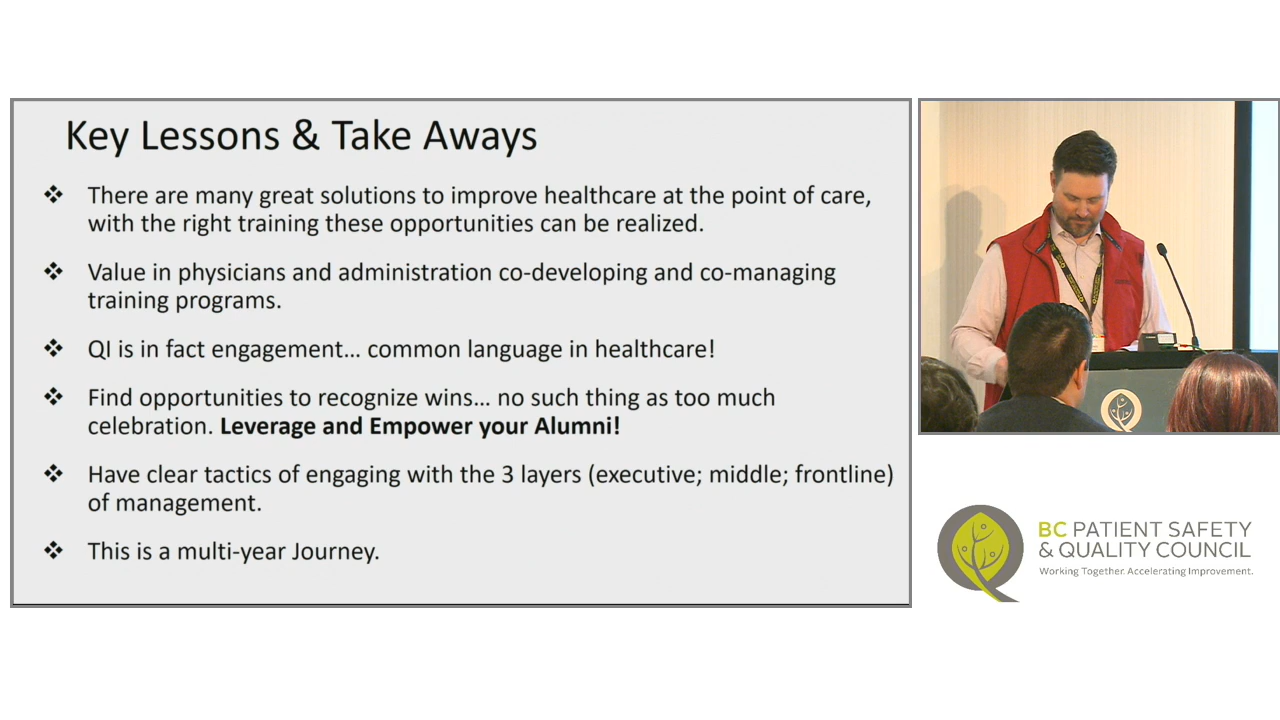 Key Lessons & Take Aways
❖ There are many great solutions to improve healthcare at the point of care,
with the right training these opportunities can be realized.
❖ Value in physicians and administration co-developing and co-managing
training programs.
❖ QI is in fact engagement... common language in healthcare!
❖ Find opportunities to recognize wins... no such thing as too much
celebration. Leverage and Empower your Alumni!
❖ Have clear tactics of engaging with the 3 layers (executive; middle; frontline)
of management.
❖ This is a multi-year Journey.
BC PATIENT SAFETY
& QUALITY COUNCIL
Working Together. Accelerating Improvement.